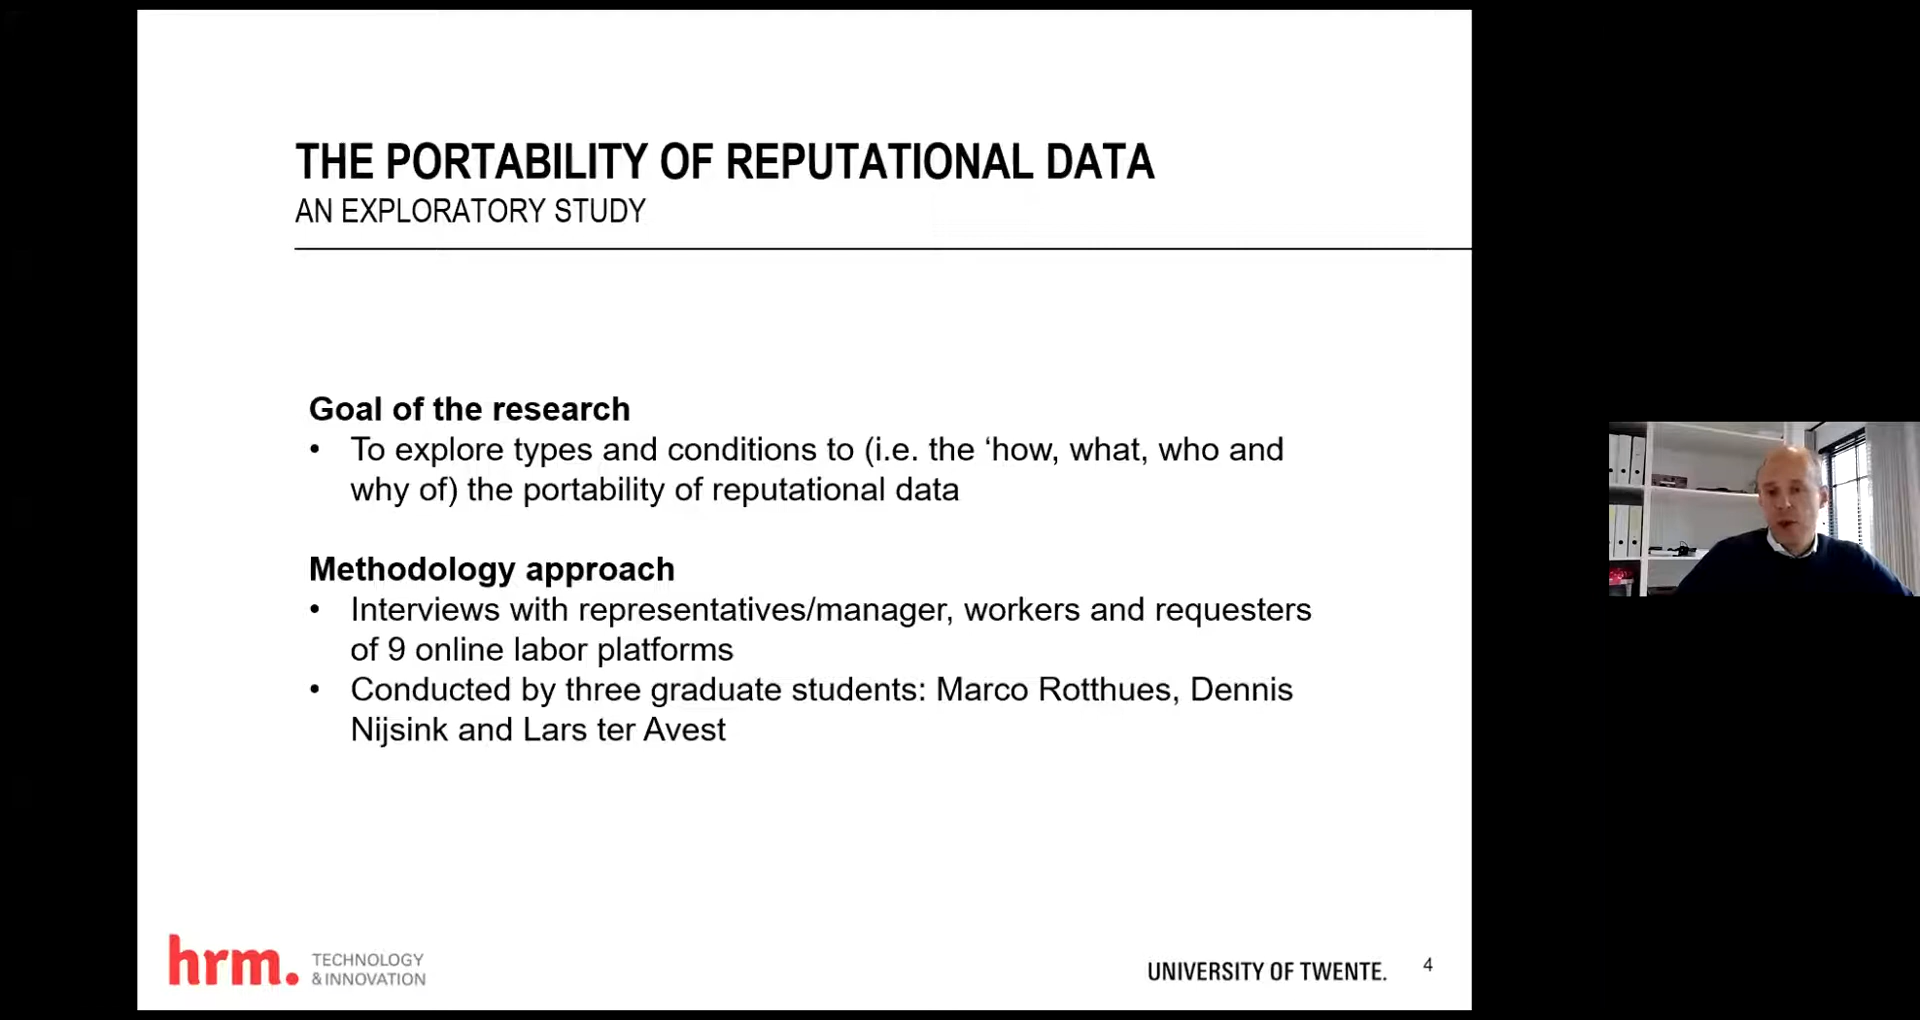 THE PORTABILITY OF REPUTATIONAL DATA
AN EXPLORATORY STUDY
Goal of the research
• To explore types and conditions to (i.e. the ‘how, what, who and
why of) the portability of reputational data
Methodology approach
• Interviews with representatives/manager, workers and requesters
of 9 online labor platforms
• Conducted by three graduate students: Marco Rotthues, Dennis
Nijsink and Lars ter Avest
hrm. TECHNOLOGY
& INNOVATION
UNIVERSITY OF TWENTE. 4